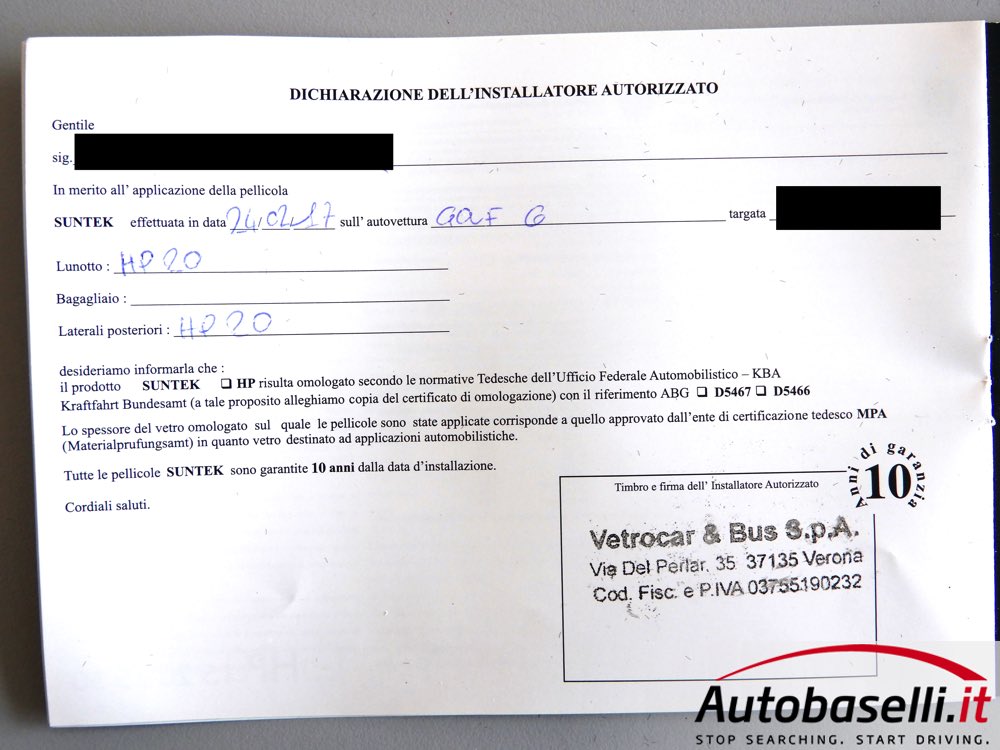 DICHIARAZIONE DELL'INSTALLATORE AUTORIZZATO
Gentile
sig.
In merito all' applicazione della pellicola
SUNTEK effettuata in data 24/02/17 sull' autovettura GOLF 6 targata
Lunotto : HP 20
Bagagliaio :
Laterali posteriori : HP 20
desideriamo informarla che :
il prodotto SUNTEK ❑ HP risulta omologato secondo le normative Tedesche dell'Ufficio Federale Automobilistico – KBA
Kraftfahrt Bundesamt (a tale proposito alleghiamo copia del certificato di omologazione) con il riferimento ABG ❑ D5467 ❑ D5466
Lo spessore del vetro omologato sul quale le pellicole sono state applicate corrisponde a quello approvato dall'ente di certificazione tedesco MPA
(Materialprufungsamt) in quanto vetro destinato ad applicazioni automobilistiche.
Tutte le pellicole SUNTEK sono garantite 10 anni dalla data d'installazione.
Cordiali saluti.
Anni di garanzia
10
Timbro e firma dell' Installatore Autorizzato
Vetrocar & Bus S.p.A.
Via Del Perlar, 35 37135 Verona
Cod. Fisc. e P.IVA 03755190232
Autobaselli.it
STOP SEARCHING. START DRIVING.